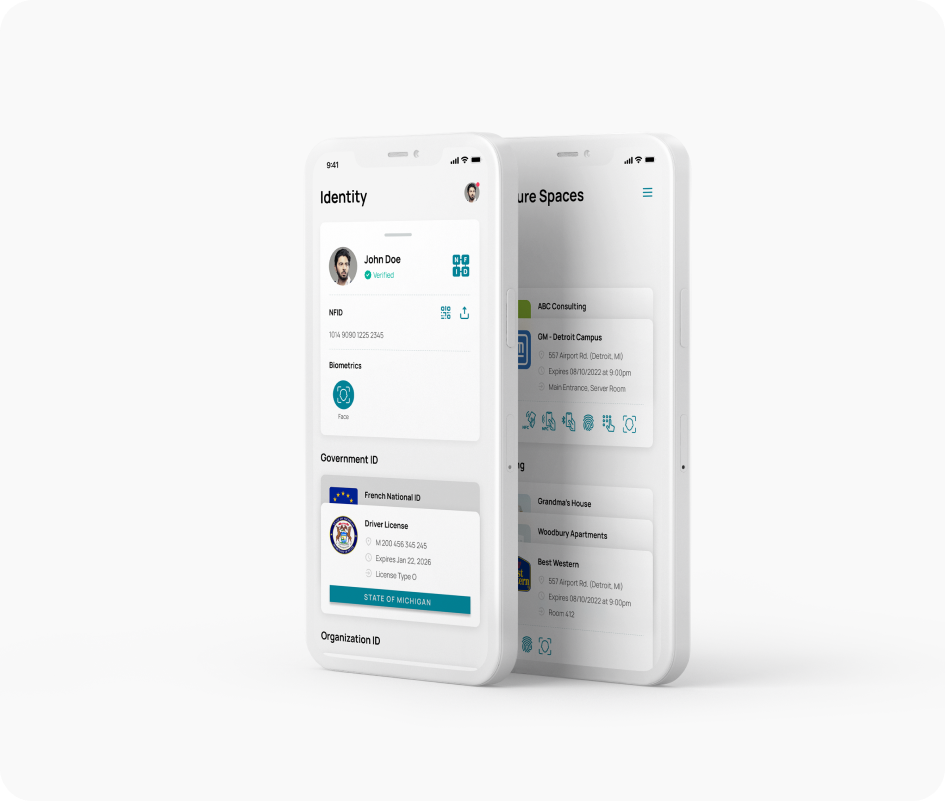 9:41
Identity
John Doe
Verified
N F
I D
NFID
1014 9090 1225 2345
Biometrics
Face
Government ID
French National ID
Driver License
M 200 456 345 245
Expires Jan 22, 2026
License Type O
STATE OF MICHIGAN
Organization ID
ure Spaces
ABC Consulting
GM - Detroit Campus
557 Airport Rd. (Detroit, MI)
Expires 08/10/2022 at 9:00pm
Main Entrance, Server Room
ng
Grandma's House
Woodbury Apartments
Best Western
557 Airport Rd. (Detroit, MI)
Expires 08/10/2022 at 9:00pm
Room 412